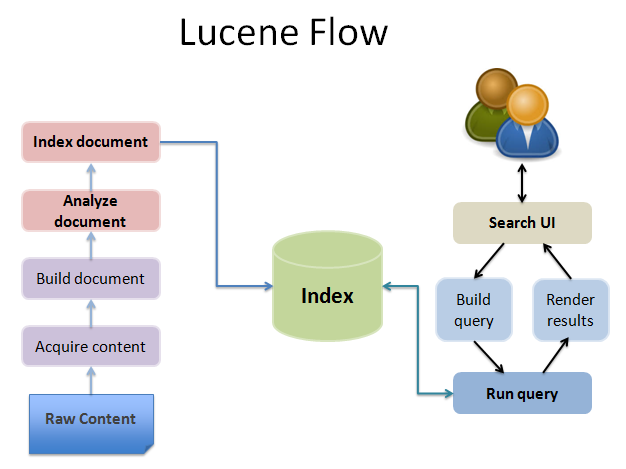 Lucene Flow
Index document
Analyze
document
Build document
Acquire content
Raw Content
Index
Search UI
Build
query
Render
results
Run query